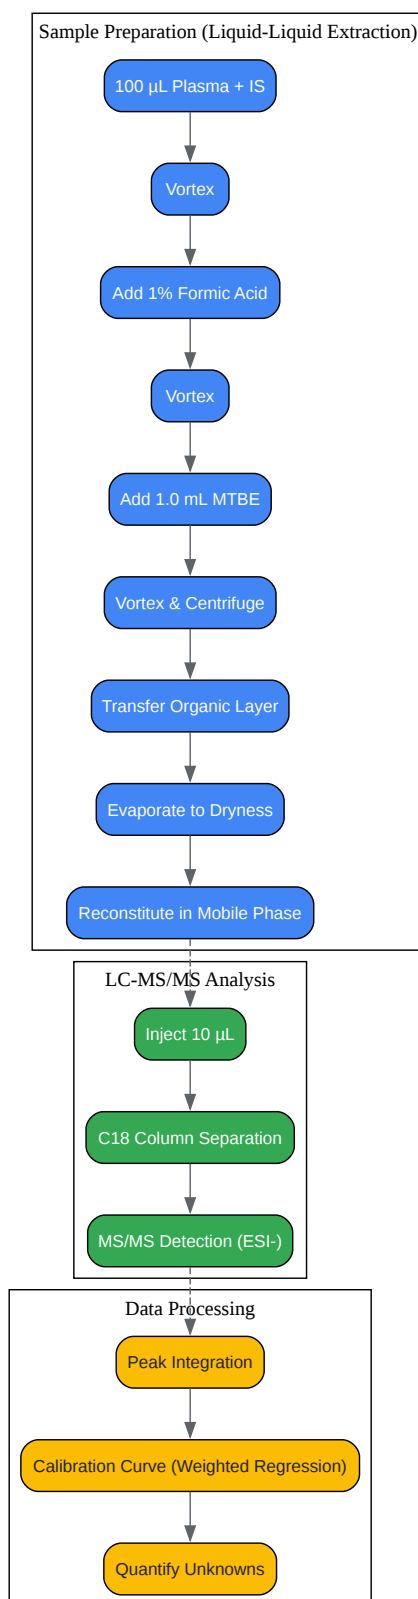 Sample Preparation (Liquid-Liquid Extraction)
100 µL Plasma + IS
Vortex
Add 1% Formic Acid
Vortex
Add 1.0 mL MTBE
Vortex & Centrifuge
Transfer Organic Layer
Evaporate to Dryness
Reconstitute in Mobile Phase
LC-MS/MS Analysis
Inject 10 µL
C18 Column Separation
MS/MS Detection (ESI-)
Data Processing
Peak Integration
Calibration Curve (Weighted Regression)
Quantify Unknowns